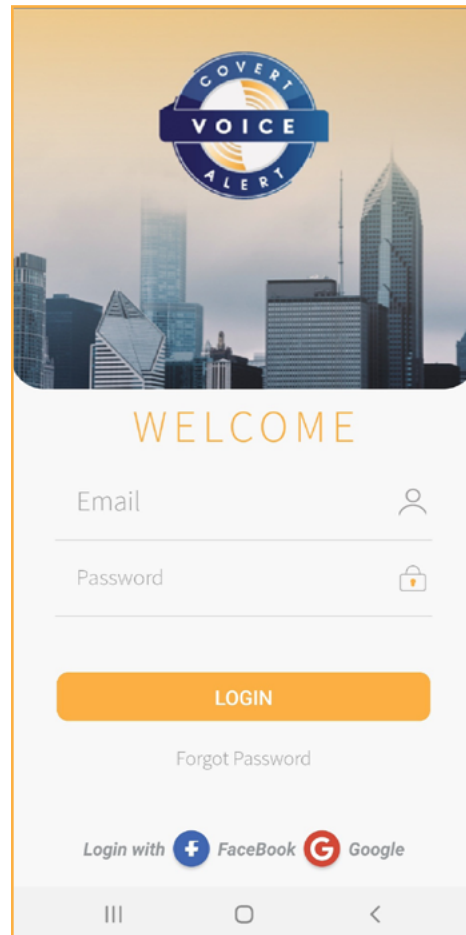 COVERT
VOICE
ALERT
WELCOME
Email
Password
LOGIN
Forgot Password
Login with FaceBook Google